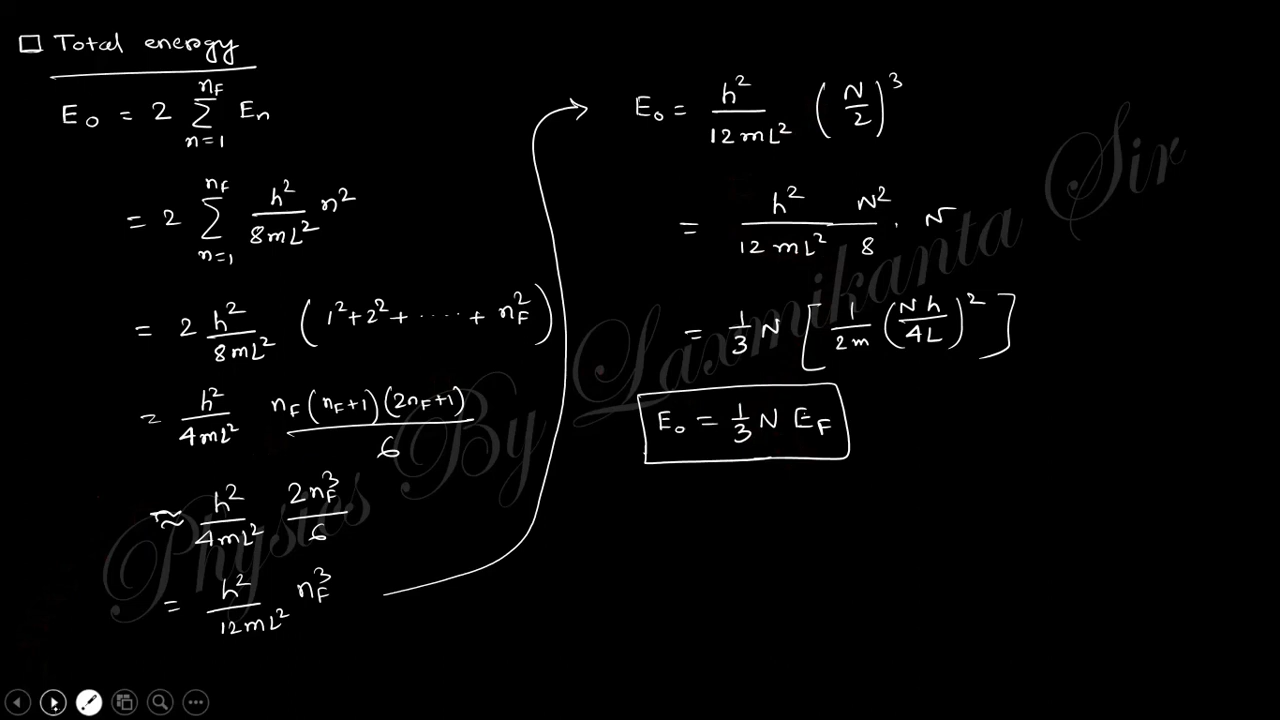 □ Total energy
E₀ = 2 Σ_{n=1}^{n_F} E_n
= 2 Σ_{n=1}^{n_F} h²/8mL² n²
= 2 h²/8mL² (1²+2²+ ····· + n_F²)
= h²/4mL² n_F(n_F+1)(2n_F+1)/6
≈ h²/4mL² 2n_F³/6
= h²/12mL² n_F³
E₀ = h²/12mL² (N/2)³
= h²/12mL² N²/8 · N
= 1/3 N [1/2m (Nh/4L)²]
E₀ = 1/3 N E_F
Physics By Laxmikanta Sir